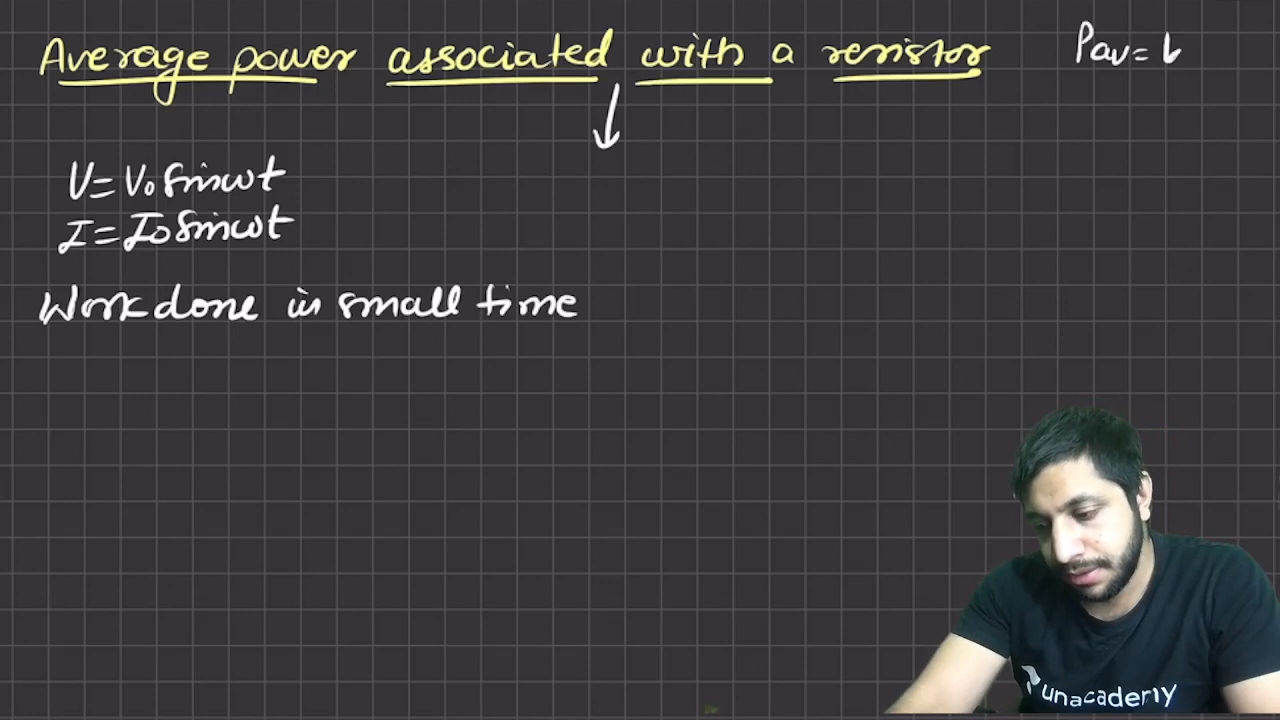 Average power associated with a resistor
Pav =
V = V₀ sinωt
I = I₀ sinωt
Work done in small time
unacademy